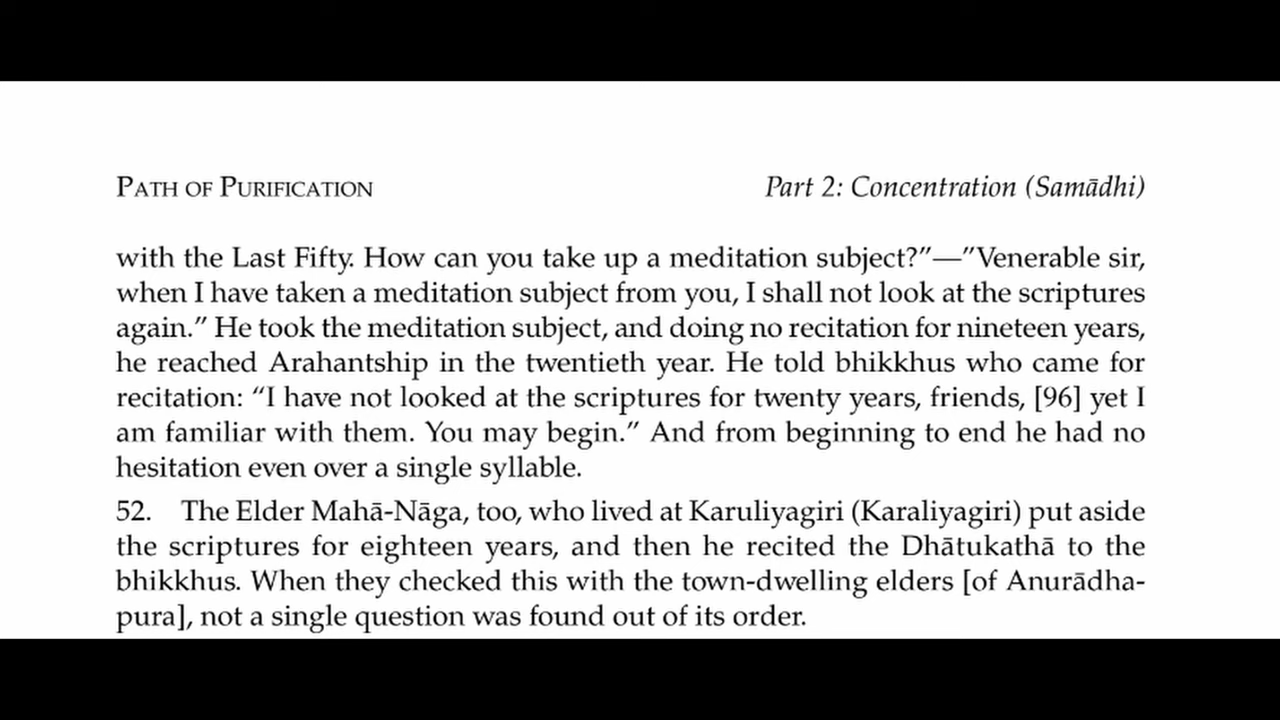 PATH OF PURIFICATION
Part 2: Concentration (Samādhi)
with the Last Fifty. How can you take up a meditation subject?”—”Venerable sir,
when I have taken a meditation subject from you, I shall not look at the scriptures
again.” He took the meditation subject, and doing no recitation for nineteen years,
he reached Arahantship in the twentieth year. He told bhikkhus who came for
recitation: “I have not looked at the scriptures for twenty years, friends, [96] yet I
am familiar with them. You may begin.” And from beginning to end he had no
hesitation even over a single syllable.
52. The Elder Mahā-Nāga, too, who lived at Karuliyagiri (Karaliyagiri) put aside
the scriptures for eighteen years, and then he recited the Dhātukathā to the
bhikkhus. When they checked this with the town-dwelling elders [of Anurādha-
pura], not a single question was found out of its order.